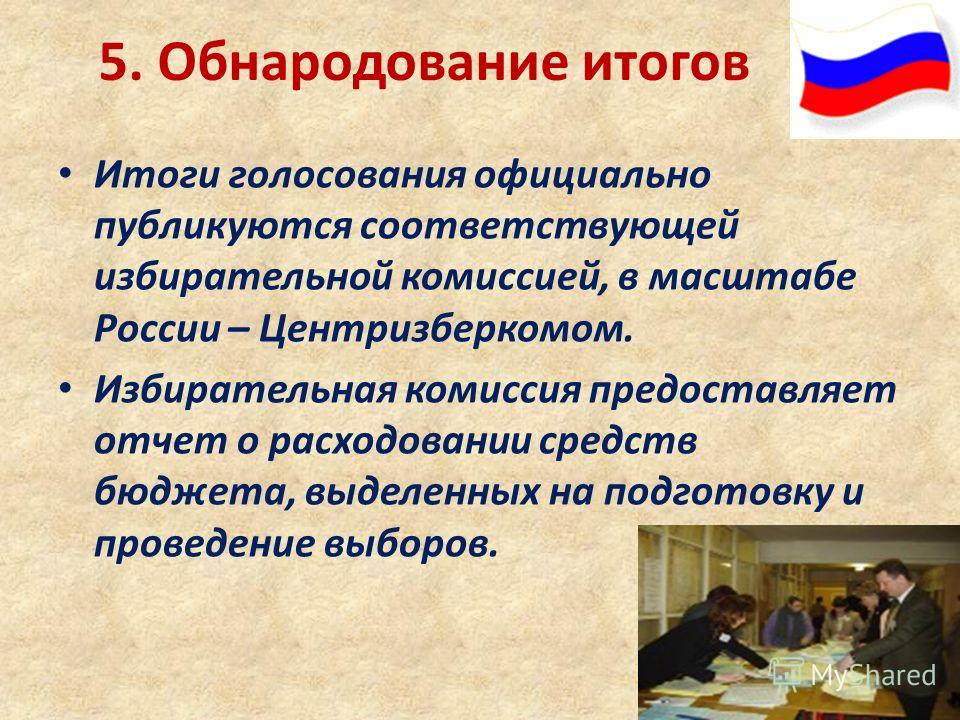 5. Обнародование итогов
• Итоги голосования официально
публикуются соответствующей
избирательной комиссией, в масштабе
России – Центризберкомом.
• Избирательная комиссия предоставляет
отчет о расходовании средств
бюджета, выделенных на подготовку и
проведение выборов.
MyShared